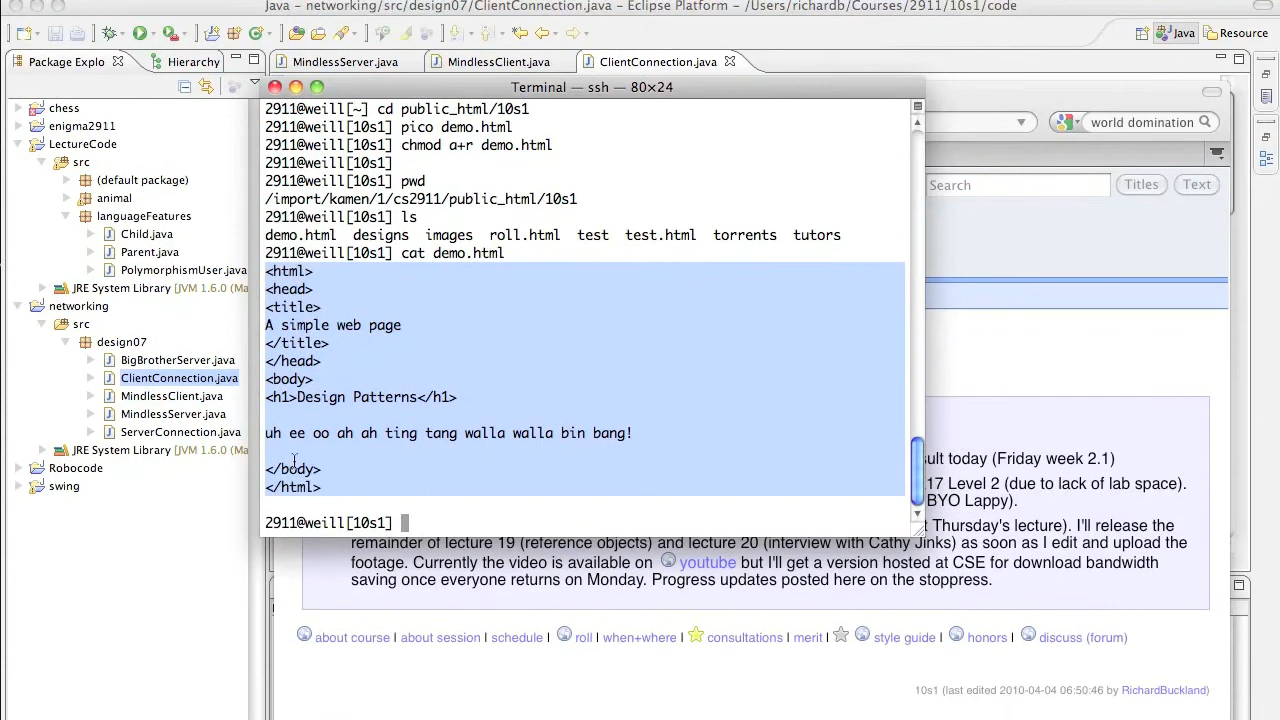 Java - networking/src/design07/ClientConnection.java - Eclipse Platform - /Users/richardb/Courses/2911/10s1/code
Java
Resource
Package Explo
Hierarchy
MindlessServer.java
MindlessClient.java
ClientConnection.java
chess
enigma2911
LectureCode
src
(default package)
animal
languageFeatures
Child.java
Parent.java
PolymorphismUser.java
JRE System Library [JVM 1.6.0 (Ma
networking
src
design07
BigBrotherServer.java
ClientConnection.java
MindlessClient.java
MindlessServer.java
ServerConnection.java
JRE System Library [JVM 1.6.0 (Ma
Robocode
swing
Terminal — ssh — 80×24
2911@weill[~] cd public_html/10s1
2911@weill[10s1] pico demo.html
2911@weill[10s1] chmod a+r demo.html
2911@weill[10s1]
2911@weill[10s1] pwd
/import/kamen/1/cs2911/public_html/10s1
2911@weill[10s1] ls
demo.html designs images roll.html test test.html torrents tutors
2911@weill[10s1] cat demo.html
<html>
<head>
<title>
A simple web page
</title>
</head>
<body>
<h1>Design Patterns</h1>
uh ee oo ah ah ting tang walla walla bin bang!
</body>
</html>
2911@weill[10s1]
world domination
Search
Titles
Text
ult today (Friday week 2.1)
17 Level 2 (due to lack of lab space).
BYO Lappy).
t Thursday's lecture). I'll release the
remainder of lecture 19 (reference objects) and lecture 20 (interview with Cathy Jinks) as soon as I edit and upload the
footage. Currently the video is available on youtube but I'll get a version hosted at CSE for download bandwidth
saving once everyone returns on Monday. Progress updates posted here on the stoppress.
about course | about session | schedule | roll | when+where | consultations | merit | style guide | honors | discuss (forum)
10s1 (last edited 2010-04-04 06:50:46 by RichardBuckland)